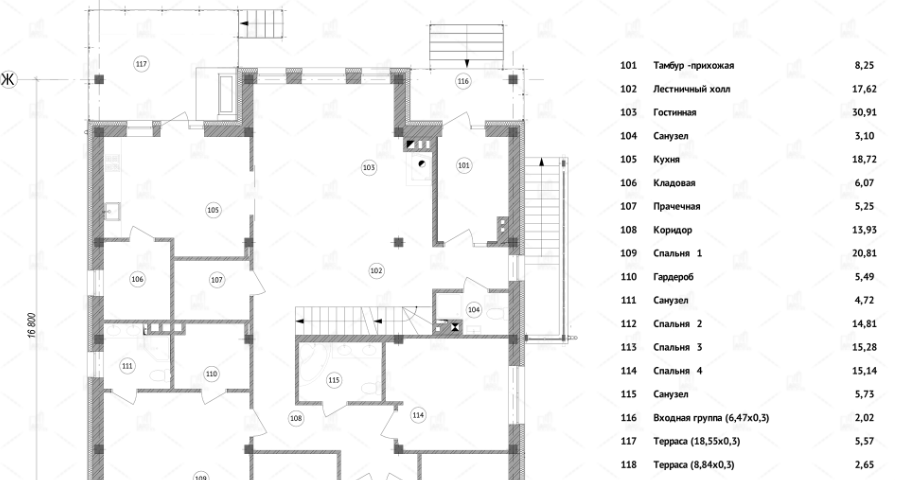 117
116
Ж
103
101
105
102
106
107
104
111
110
115
114
108
109
16 800
101 Тамбур -прихожая 8,25
102 Лестничный холл 17,62
103 Гостинная 30,91
104 Санузел 3,10
105 Кухня 18,72
106 Кладовая 6,07
107 Прачечная 5,25
108 Коридор 13,93
109 Спальня 1 20,81
110 Гардероб 5,49
111 Санузел 4,72
112 Спальня 2 14,81
113 Спальня 3 15,28
114 Спальня 4 15,14
115 Санузел 5,73
116 Входная группа (6,47х0,3) 2,02
117 Терраса (18,55х0,3) 5,57
118 Терраса (8,84х0,3) 2,65